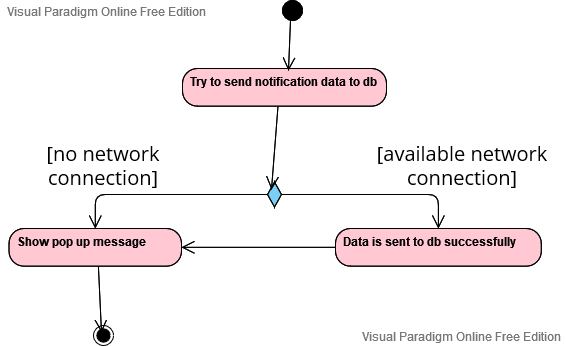 Visual Paradigm Online Free Edition
Try to send notification data to db
[no network
connection]
[available network
connection]
Show pop up message
Data is sent to db successfully
Visual Paradigm Online Free Edition